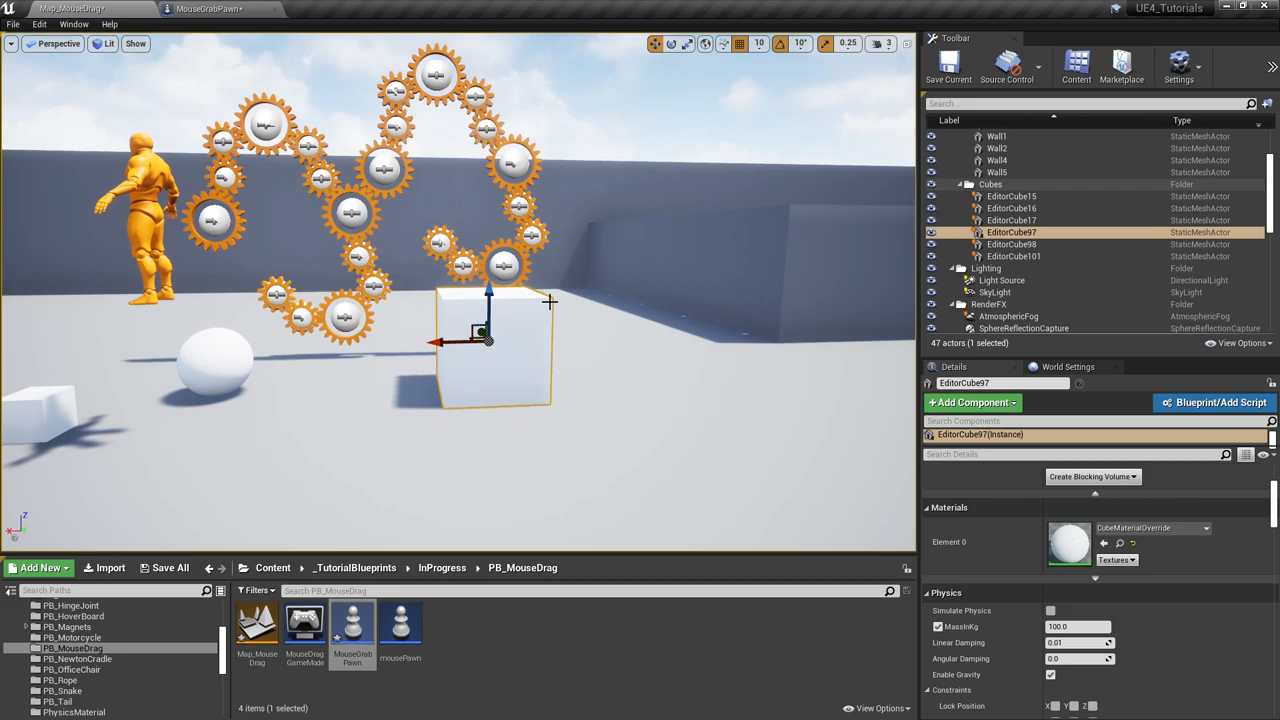 Map_MouseDrag*
MouseGrabPawn*
UE4_Tutorials
File
Edit
Window
Help
Perspective
Lit
Show
10
10°
0.25
3
Toolbar
Save Current
Source Control
Content
Marketplace
Settings
Search...
Label
Type
Wall1
StaticMeshActor
Wall2
StaticMeshActor
Wall4
StaticMeshActor
Wall5
StaticMeshActor
Cubes
Folder
EditorCube15
StaticMeshActor
EditorCube16
StaticMeshActor
EditorCube17
StaticMeshActor
EditorCube97
StaticMeshActor
EditorCube98
StaticMeshActor
EditorCube101
StaticMeshActor
Lighting
Folder
Light Source
DirectionalLight
SkyLight
SkyLight
RenderFX
Folder
AtmosphericFog
AtmosphericFog
SphereReflectionCapture
SphereReflectionCapture
47 actors (1 selected)
View Options
Details
World Settings
EditorCube97
+Add Component
Blueprint/Add Script
Search Components
EditorCube97(Instance)
Search Details
Create Blocking Volume
Materials
Element 0
CubeMaterialOverride
Textures
Physics
Simulate Physics
MassInKg
100.0
Linear Damping
0.01
Angular Damping
0.0
Enable Gravity
Constraints
Lock Position
X
Y
Z
Z
X
Add New
Import
Save All
Content
_TutorialBlueprints
InProgress
PB_MouseDrag
Search Paths
Filters
Search PB_MouseDrag
PB_HingeJoint
PB_HoverBoard
PB_Magnets
PB_Motorcycle
PB_MouseDrag
PB_NewtonCradle
PB_OfficeChair
PB_Rope
PB_Snake
PB_Tail
PhysicsMaterial
Map_Mouse
Drag
MouseDrag
GameMode
MouseGrab
Pawn
mousePawn
4 items (1 selected)
View Options